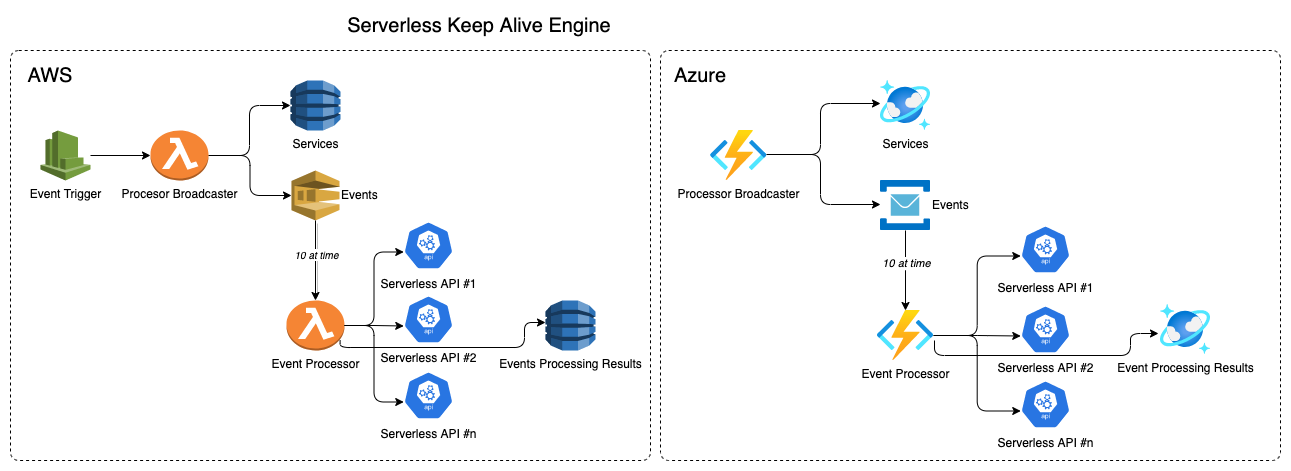 Serverless Keep Alive Engine
AWS
Services
Event Trigger
Procesor Broadcaster
Events
10 at time
api
Serverless API #1
api
Event Processor
Serverless API #2
Events Processing Results
api
Serverless API #n
Azure
Services
Processor Broadcaster
Events
10 at time
api
Serverless API #1
api
Event Processor
Serverless API #2
Event Processing Results
api
Serverless API #n